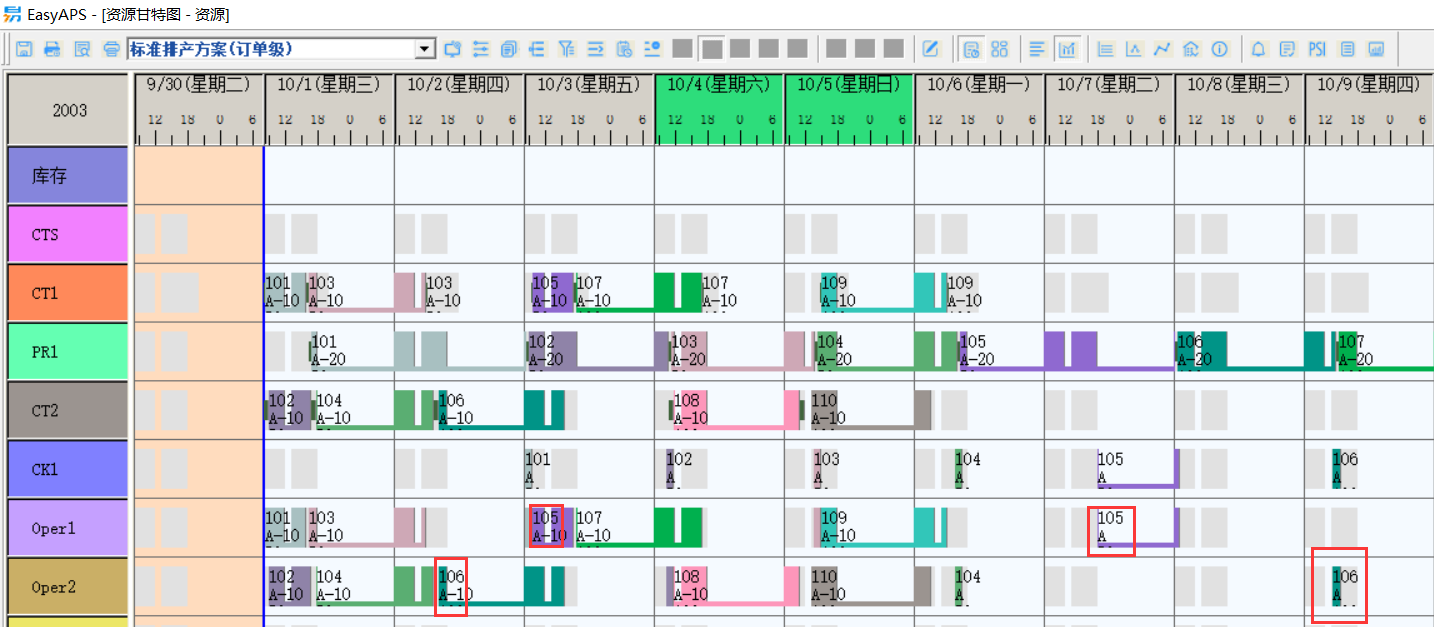 EasyAPS - [资源甘特图 - 资源]
标准排产方案(订单级)
PSI
2003 9/30(星期二) 10/1(星期三) 10/2(星期四) 10/3(星期五) 10/4(星期六) 10/5(星期日) 10/6(星期一) 10/7(星期二) 10/8(星期三) 10/9(星期四)
12 18 0 6 12 18 0 6 12 18 0 6 12 18 0 6 12 18 0 6 12 18 0 6 12 18 0 6 12 18 0 6 12 18 0 6 12 18 0 6
库存
CTS
CT1
101 103 103 105 107 107 109 109
A-10 A-10 A-10 A-10 A-10 A-10 A-10 A-10
PR1
101 102 103 104 105 106 107
A-20 A-20 A-20 A-20 A-20 A-20 A-20
CT2
102 104 106 108 110
A-10 A-10 A-10 A-10 A-10
CK1
101 102 103 104 105 106
A A A A A A
Oper1
101 103 105 107 109 105
A-10 A-10 A-10 A-10 A-10 A
Oper2
102 104 106 108 110 104 106
A-10 A-10 A-10 A-10 A-10 A A